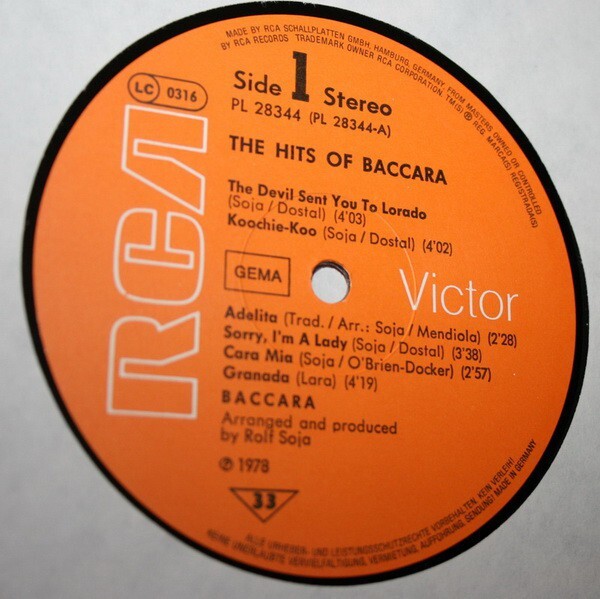 MADE BY RCA SCHALLPLATTEN GMBH, HAMBURG, GERMANY, FROM MASTERS OWNED OR CONTROLLED
BY RCA RECORDS TRADEMARK OWNER RCA CORPORATION, TM(S) ® REG. MARCA(S) REGISTRADA(S)
LC 0316
Side 1 Stereo
PL 28344 (PL 28344-A)
THE HITS OF BACCARA
The Devil Sent You To Lorado
(Soja / Dostal) (4'03)
Koochie-Koo (Soja / Dostal) (4'02)
GEMA
RCA
Victor
Adelita (Trad. / Arr.: Soja / Mendiola) (2'28)
Sorry, I'm A Lady (Soja / Dostal) (3'38)
Cara Mia (Soja / O'Brien-Docker) (2'57)
Granada (Lara) (4'19)
BACCARA
Arranged and produced
by Rolf Soja
℗ 1978
33
ALLE URHEBER- UND LEISTUNGSSCHUTZRECHTE VORBEHALTEN. KEIN VERLEIH!
KEINE UNERLAUBTE VERVIELFÄLTIGUNG, VERMIETUNG, AUFFÜHRUNG, SENDUNG! MADE IN GERMANY